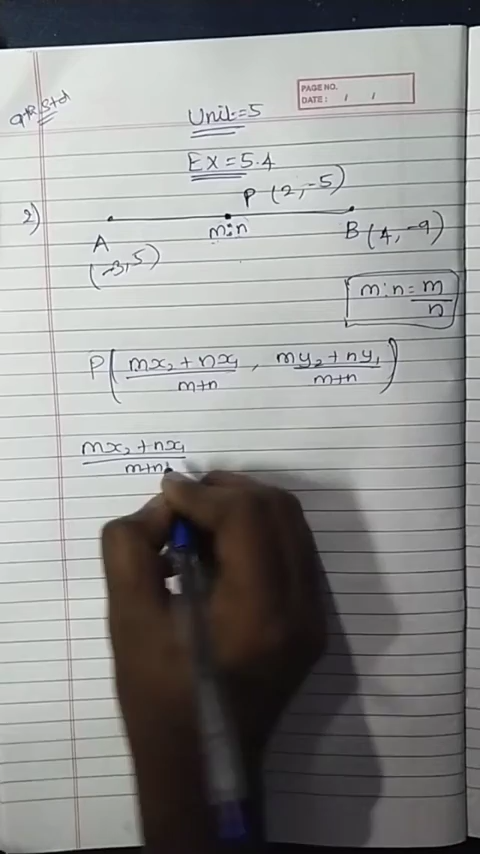 PAGE NO.
DATE : / /
9th Std
Unit=5
Ex=5.4
2)
P (2,-5)
m:n
A
B (4,-9)
(-3,5)
m:n = m/n
P( mx₂+nx₁/m+n , my₂+ny₁/m+n )
mx₂+nx₁/m+n